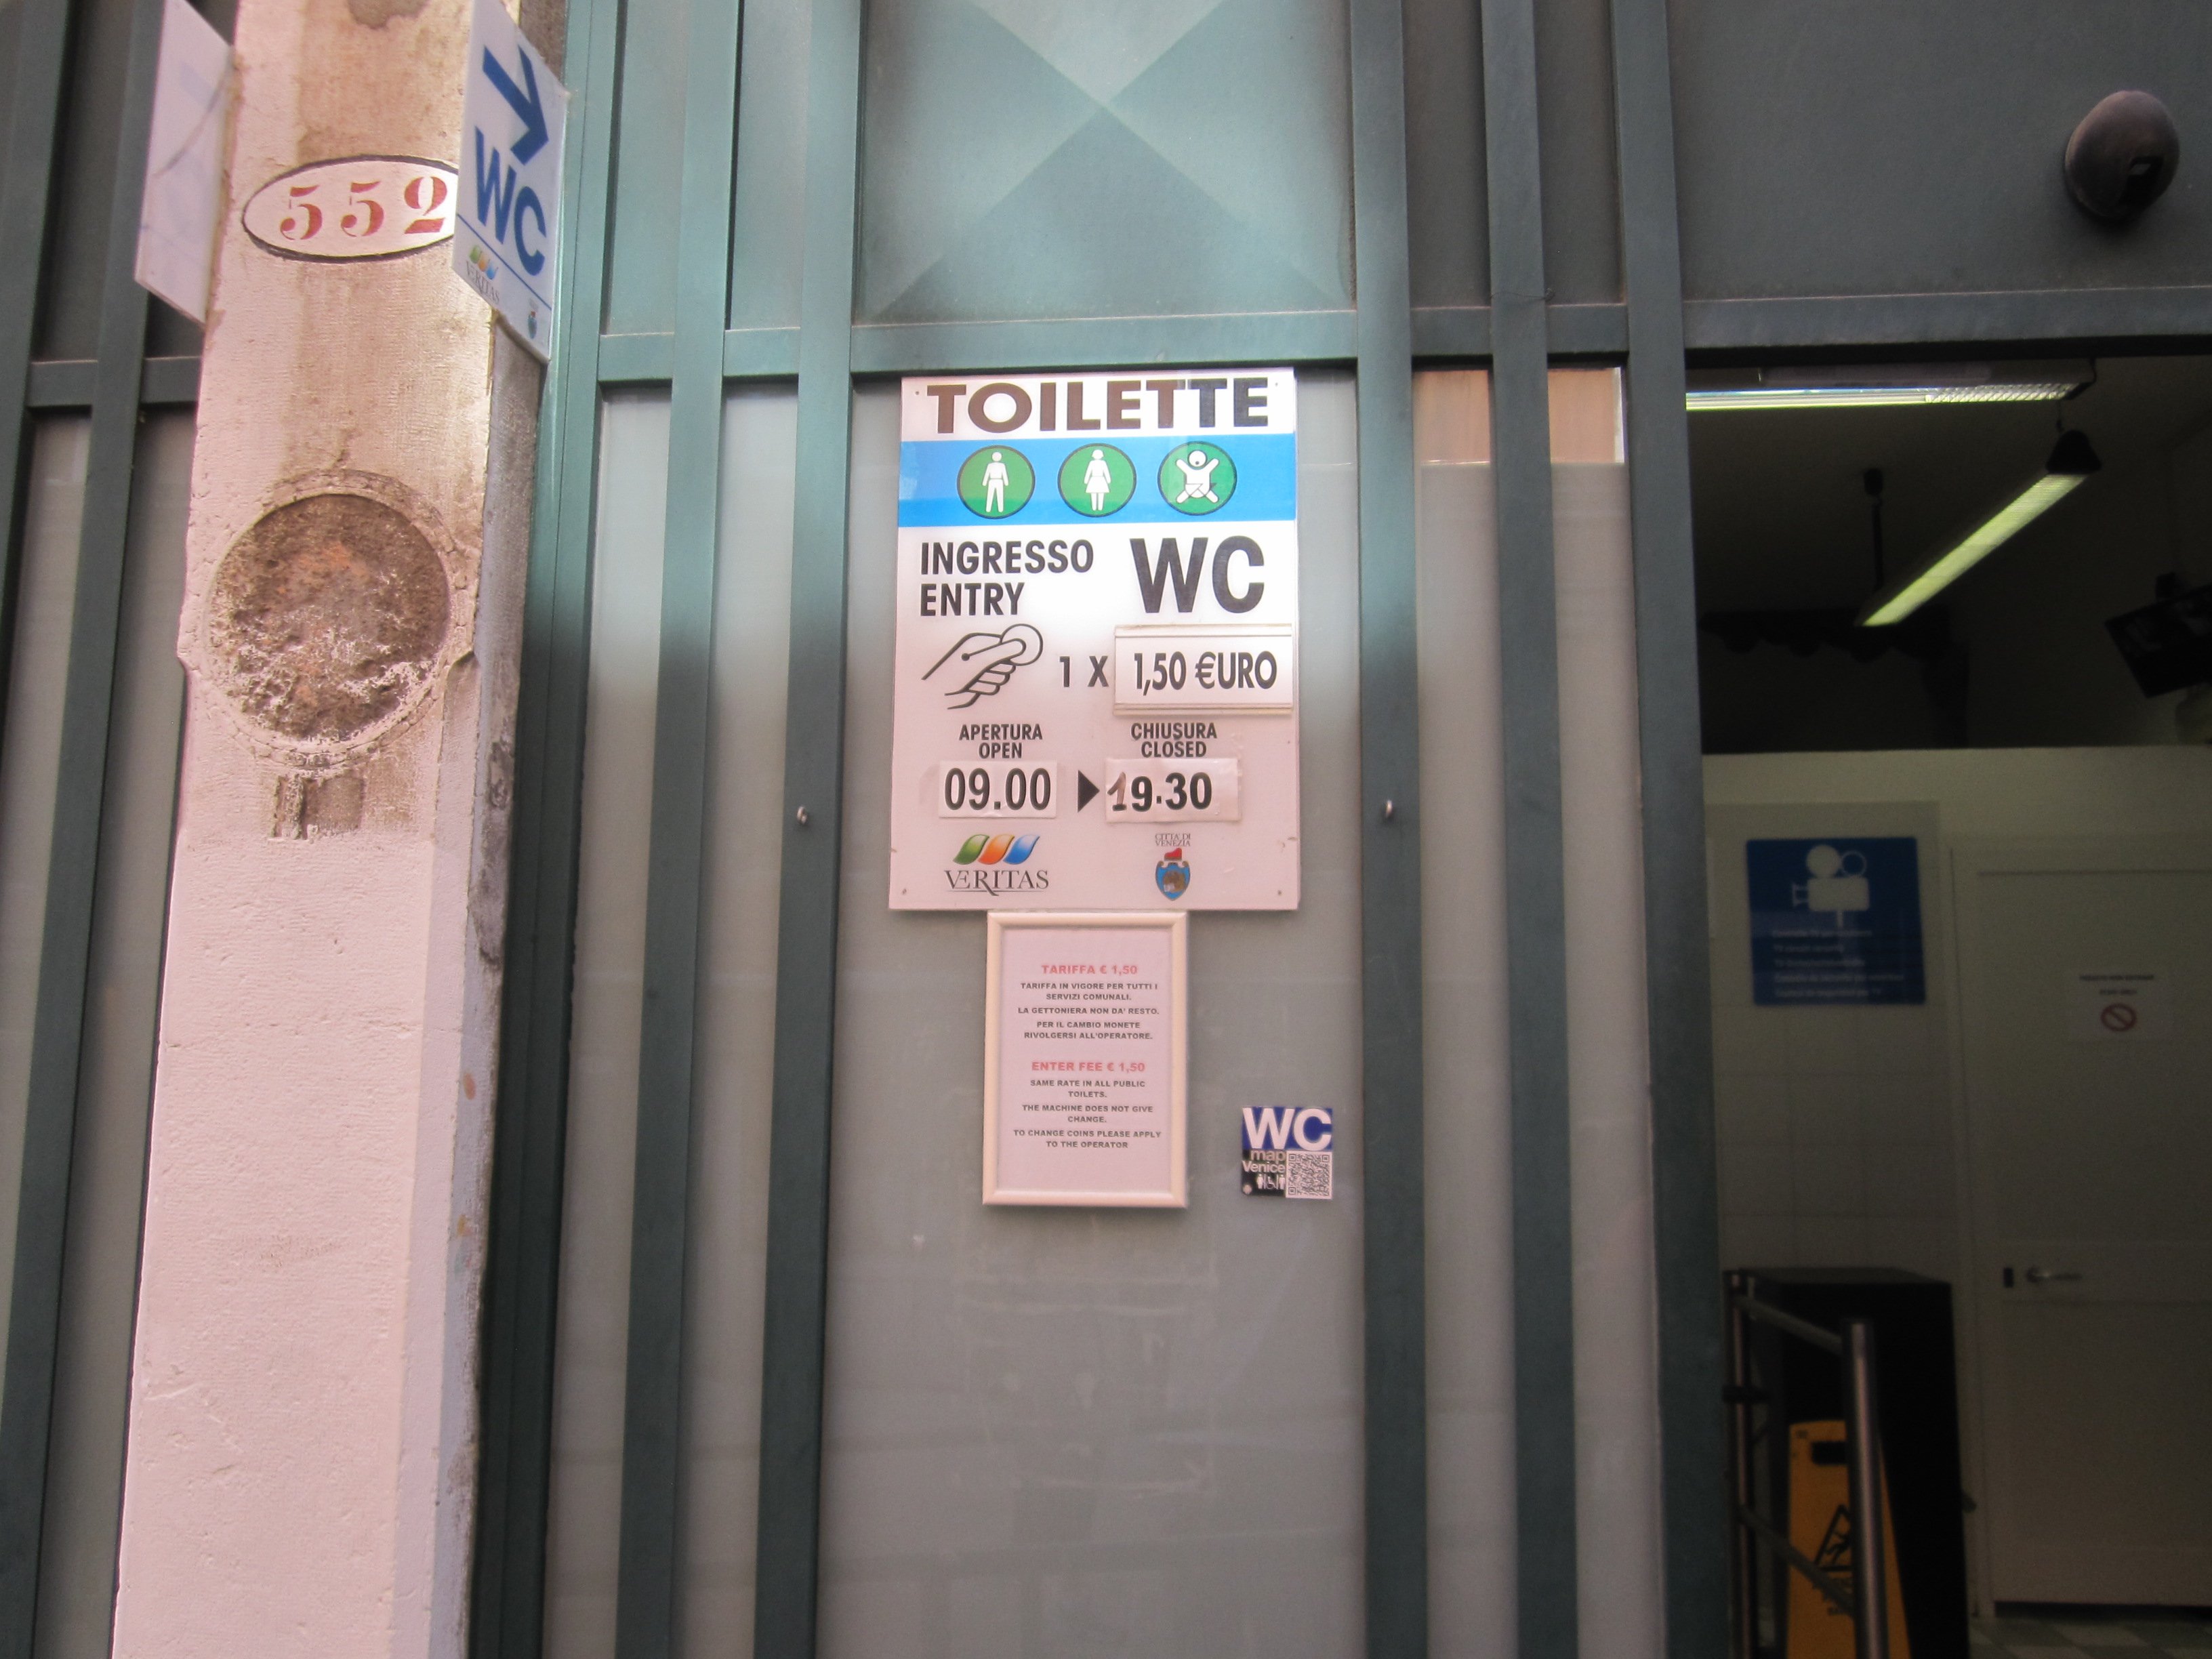 552
WC
VERITAS
TOILETTE
INGRESSO
ENTRY
WC
1 X 1,50 €URO
APERTURA
OPEN
CHIUSURA
CLOSED
09.00
19.30
VERITAS
CITTA' DI
VENEZIA
TARIFFA € 1,50
TARIFFA IN VIGORE PER TUTTI I
SERVIZI COMUNALI.
LA GETTONIERA NON DA' RESTO.
PER IL CAMBIO MONETE
RIVOLGERSI ALL'OPERATORE.
ENTER FEE € 1,50
SAME RATE IN ALL PUBLIC
TOILETS.
THE MACHINE DOES NOT GIVE
CHANGE.
TO CHANGE COINS PLEASE APPLY
TO THE OPERATOR
WC
map
Venice